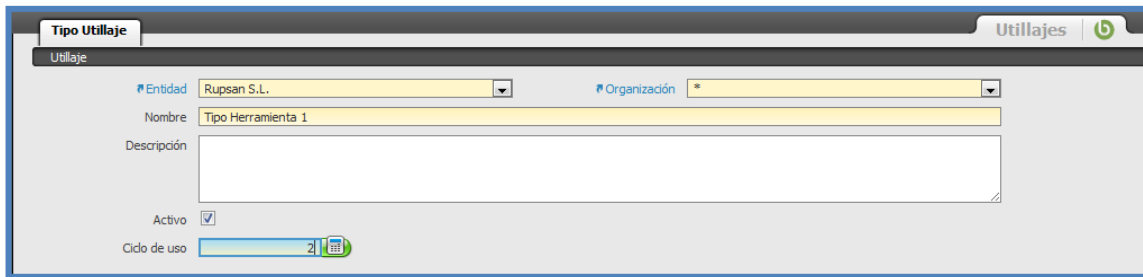 Tipo Utillaje
Utillajes
Utillaje
Entidad Rupsan S.L. Organización *
Nombre Tipo Herramienta 1
Descripción
Activo
Ciclo de uso 2